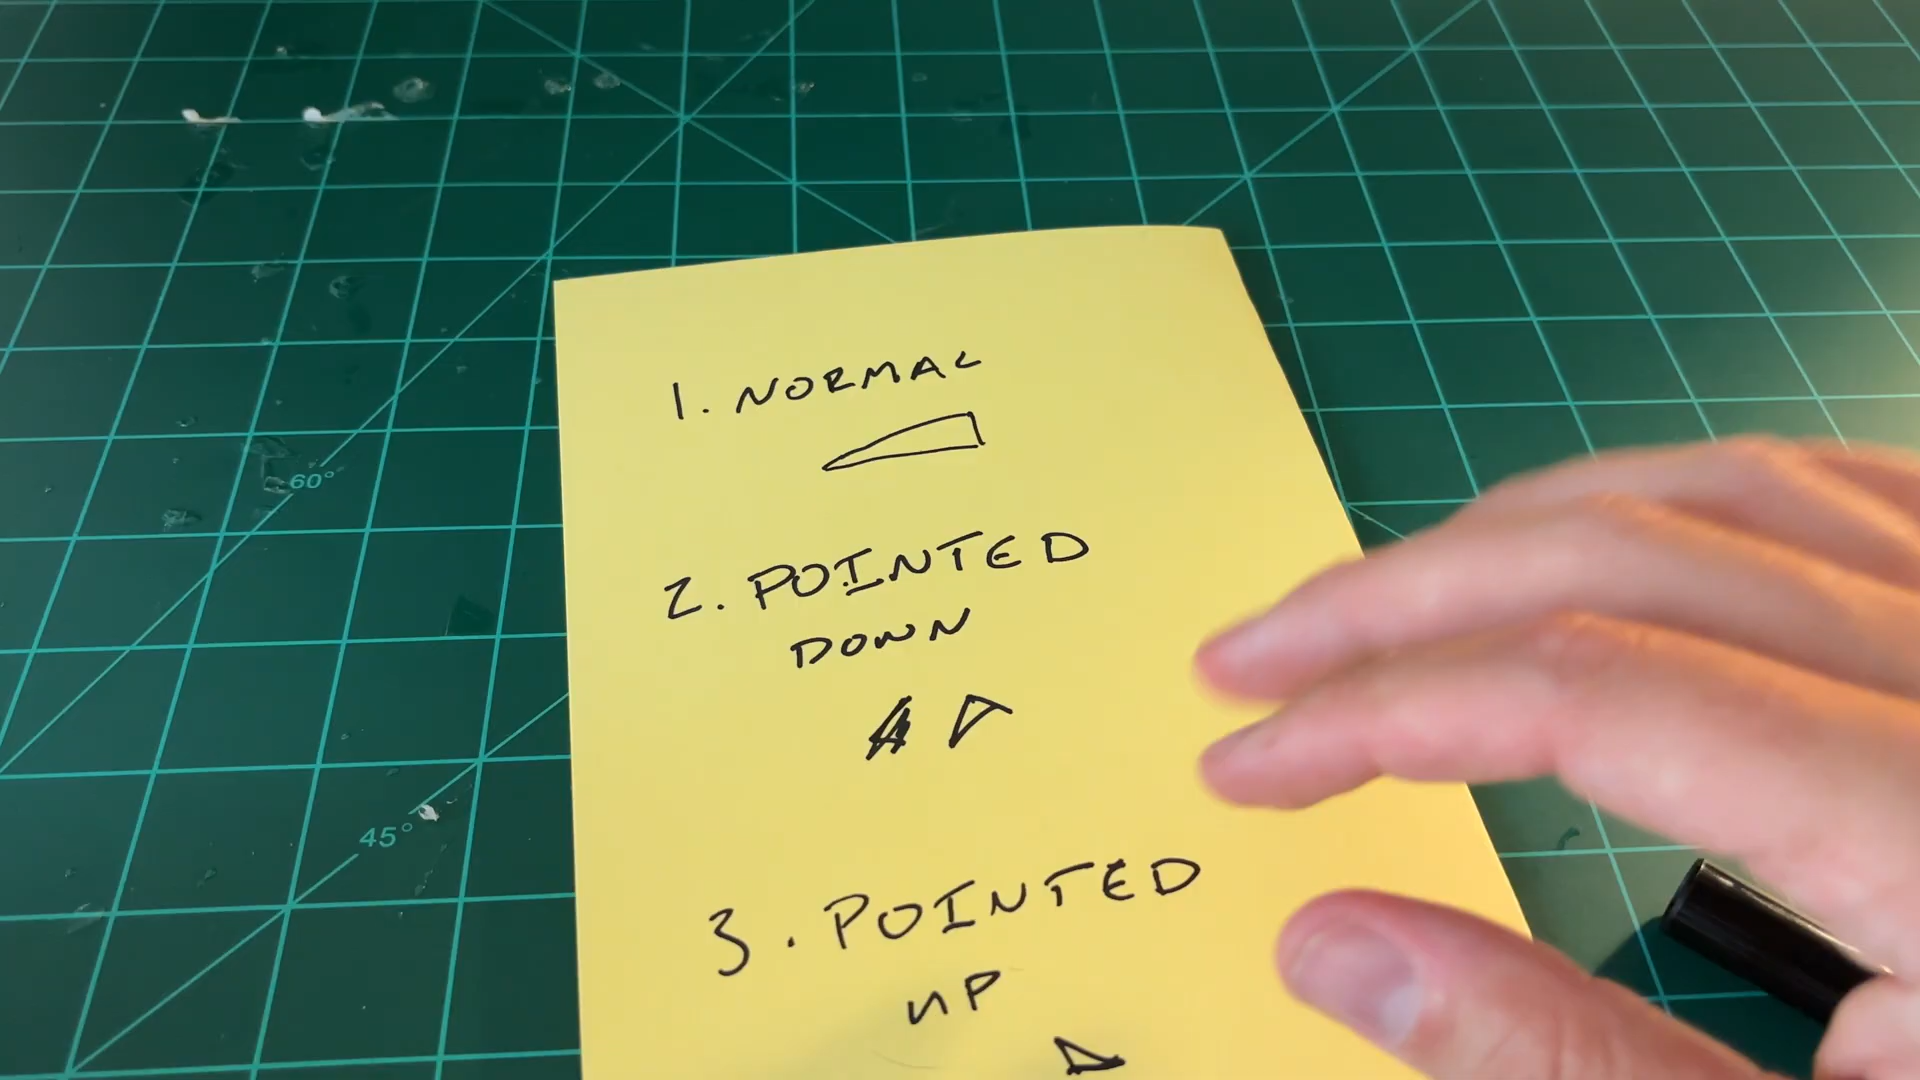 1. NORMAL
2. POINTED
DOWN
3. POINTED
UP
60°
45°